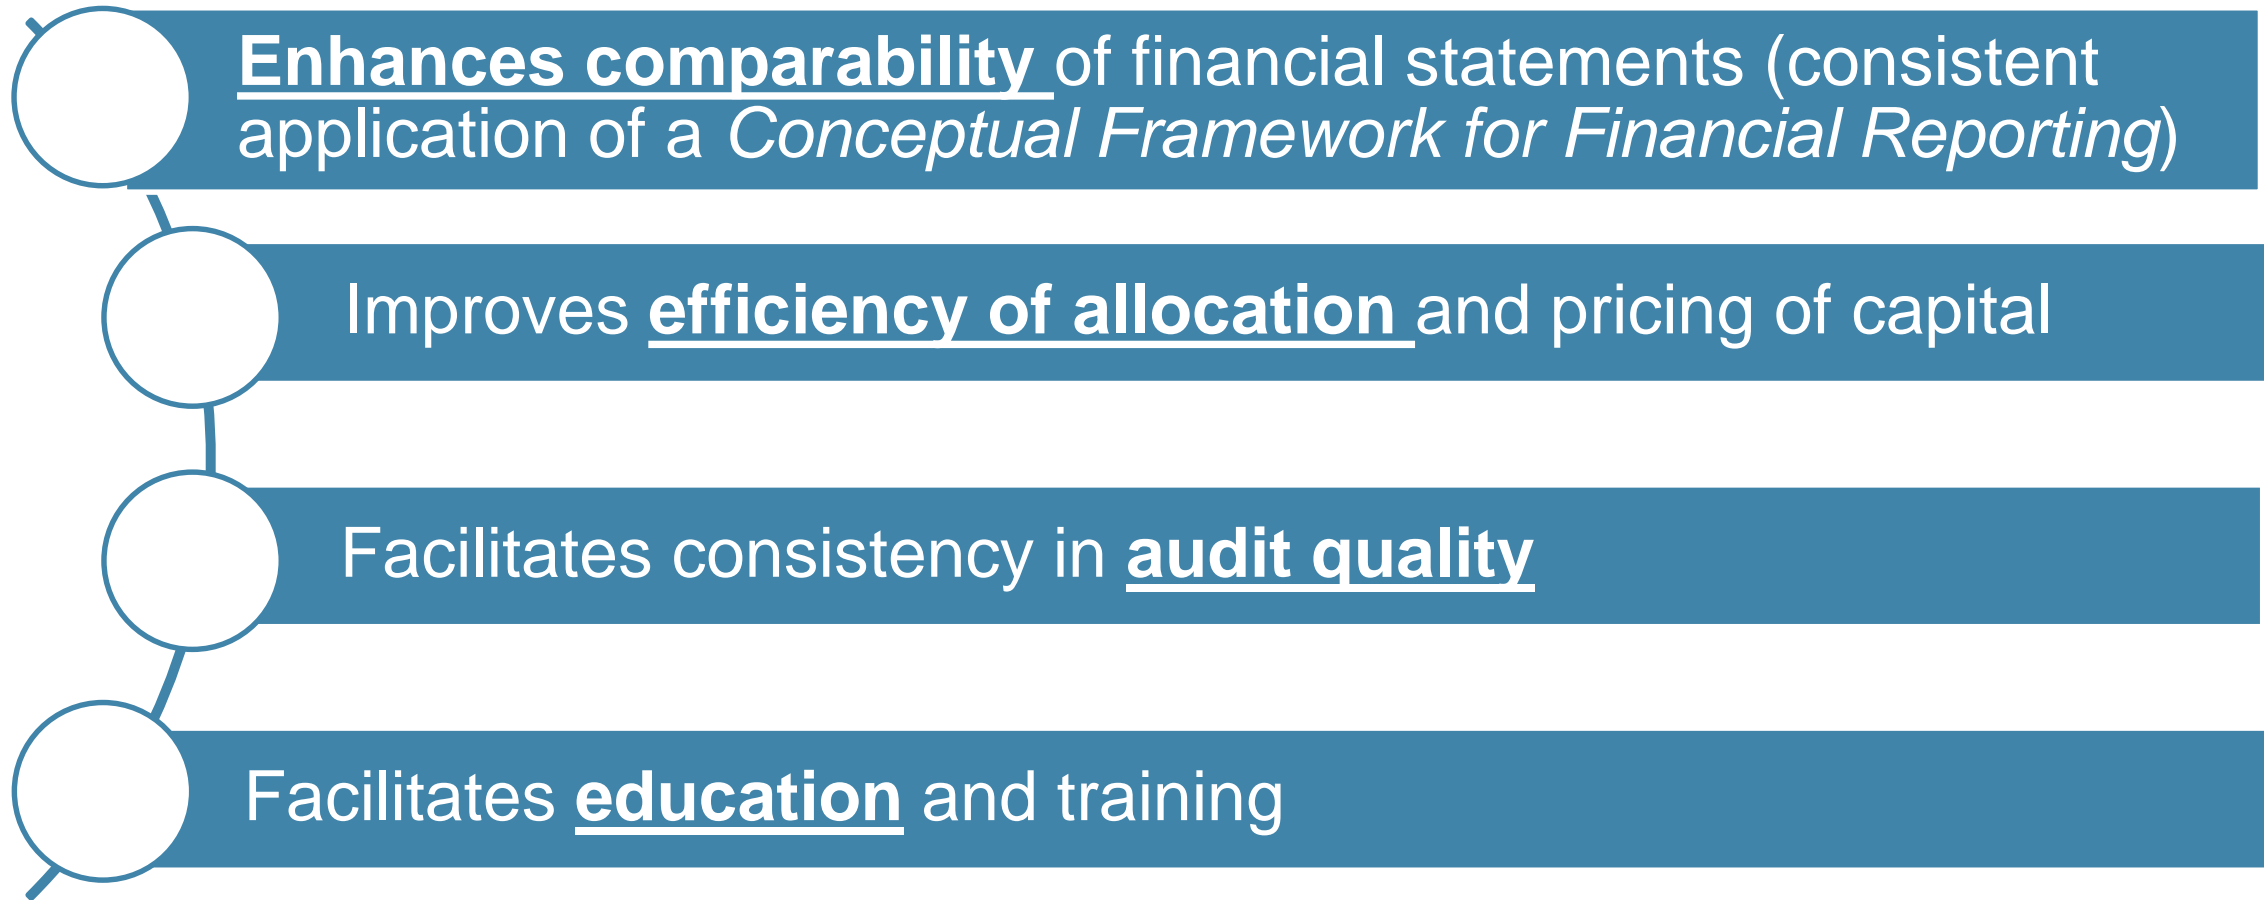 Enhances comparability of financial statements (consistent
application of a Conceptual Framework for Financial Reporting)
Improves efficiency of allocation and pricing of capital
Facilitates consistency in audit quality
Facilitates education and training